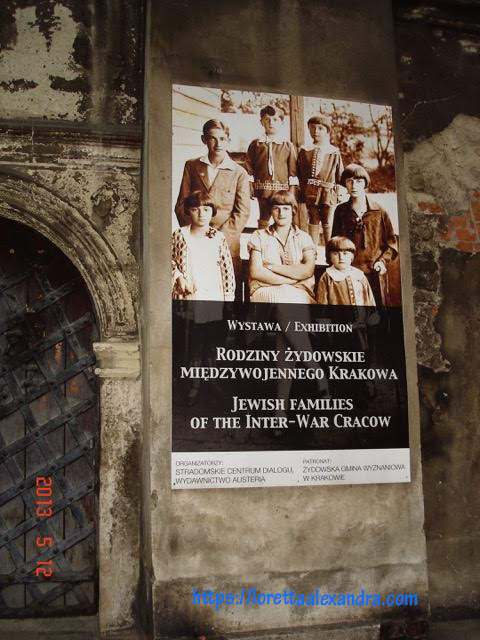 WYSTAWA / EXHIBITION
RODZINY ŻYDOWSKIE
MIĘDZYWOJENNEGO KRAKOWA
JEWISH FAMILIES
OF THE INTER-WAR CRACOW
ORGANIZATORZY:
STRADOMSKIE CENTRUM DIALOGU,
WYDAWNICTWO AUSTERIA
PATRONAT:
ŻYDOWSKA GMINA WYZNANIOWA
W KRAKOWIE
2013 5 12
https://lorettaalexandra.com/